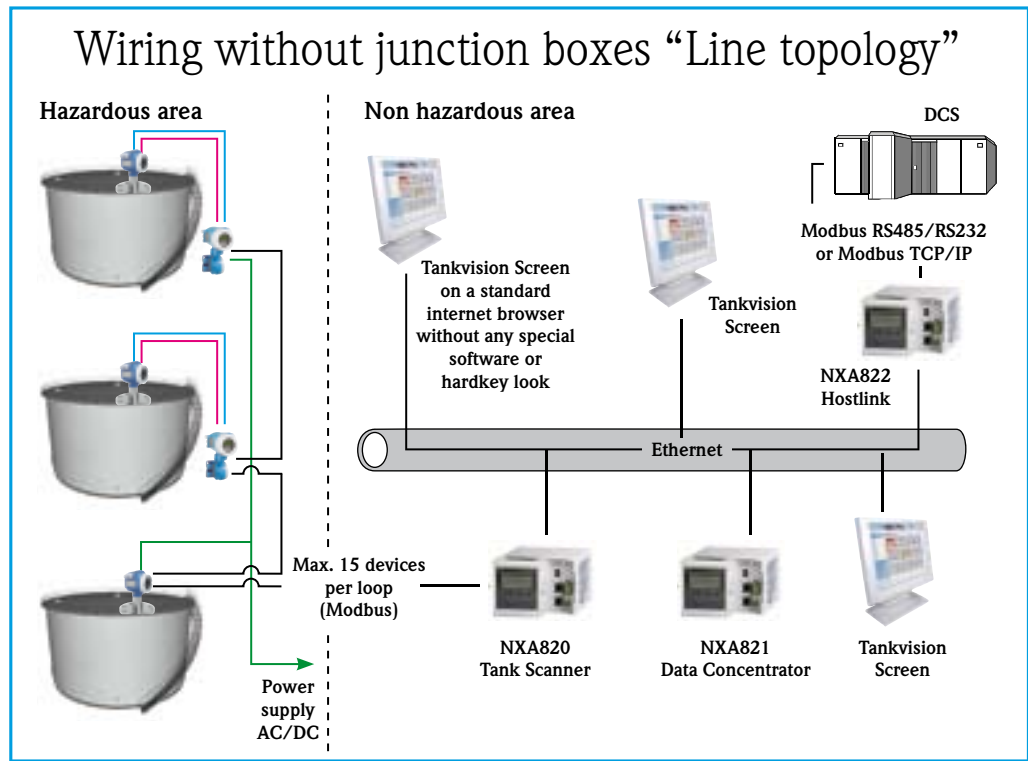 Wiring without junction boxes “Line topology”
Hazardous area
Non hazardous area
DCS
Modbus RS485/RS232
or Modbus TCP/IP
Tankvision Screen
on a standard
internet browser
without any special
software or
hardkey look
Tankvision
Screen
NXA822
Hostlink
Ethernet
Max. 15 devices
per loop
(Modbus)
NXA820
Tank Scanner
NXA821
Data Concentrator
Tankvision
Screen
Power
supply
AC/DC